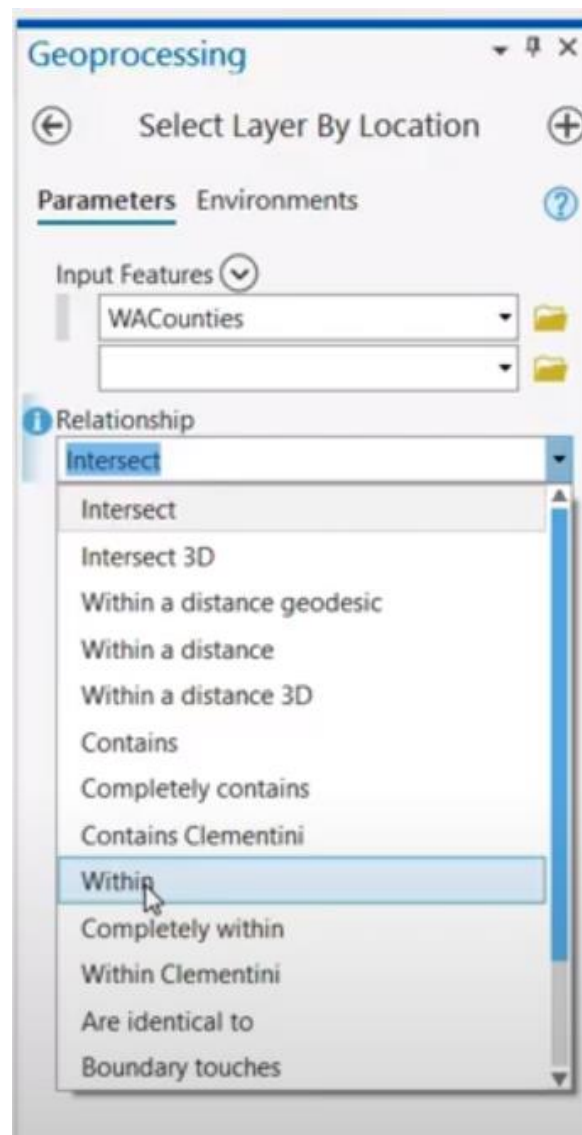 Geoprocessing
Select Layer By Location
Parameters Environments
Input Features
WACounties
Relationship
Intersect
Intersect
Intersect 3D
Within a distance geodesic
Within a distance
Within a distance 3D
Contains
Completely contains
Contains Clementini
Within
Completely within
Within Clementini
Are identical to
Boundary touches